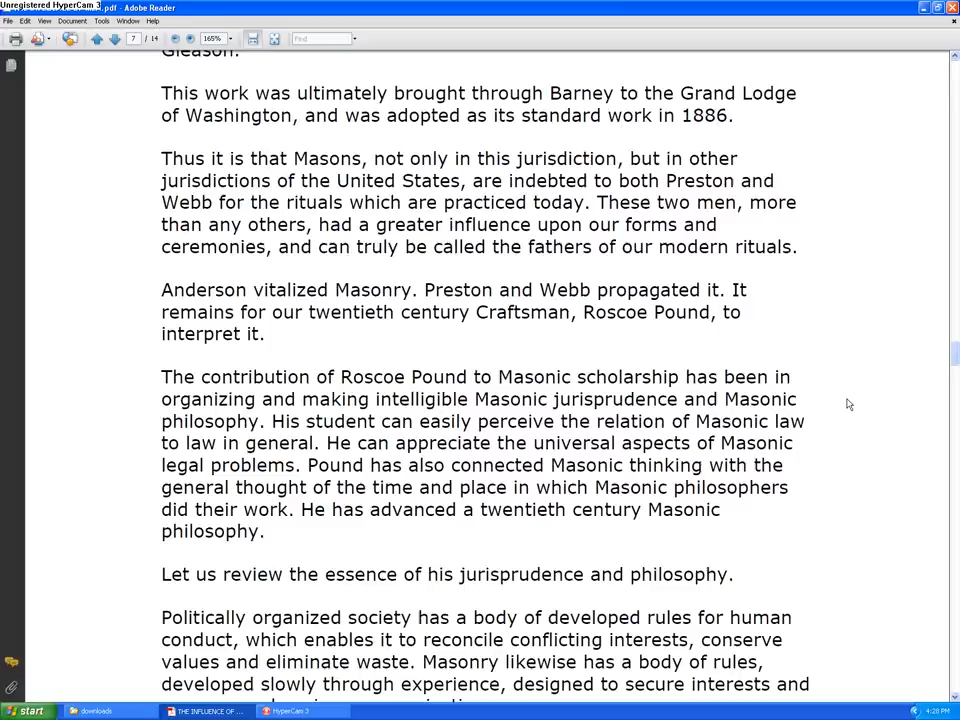 Unregistered HyperCam 3
.pdf - Adobe Reader
File Edit View Document Tools Window Help
7 / 14 165% Find
Gleason.
This work was ultimately brought through Barney to the Grand Lodge
of Washington, and was adopted as its standard work in 1886.
Thus it is that Masons, not only in this jurisdiction, but in other
jurisdictions of the United States, are indebted to both Preston and
Webb for the rituals which are practiced today. These two men, more
than any others, had a greater influence upon our forms and
ceremonies, and can truly be called the fathers of our modern rituals.
Anderson vitalized Masonry. Preston and Webb propagated it. It
remains for our twentieth century Craftsman, Roscoe Pound, to
interpret it.
The contribution of Roscoe Pound to Masonic scholarship has been in
organizing and making intelligible Masonic jurisprudence and Masonic
philosophy. His student can easily perceive the relation of Masonic law
to law in general. He can appreciate the universal aspects of Masonic
legal problems. Pound has also connected Masonic thinking with the
general thought of the time and place in which Masonic philosophers
did their work. He has advanced a twentieth century Masonic
philosophy.
Let us review the essence of his jurisprudence and philosophy.
Politically organized society has a body of developed rules for human
conduct, which enables it to reconcile conflicting interests, conserve
values and eliminate waste. Masonry likewise has a body of rules,
developed slowly through experience, designed to secure interests and
start downloads THE INFLUENCE OF ... HyperCam 3 4:28 PM